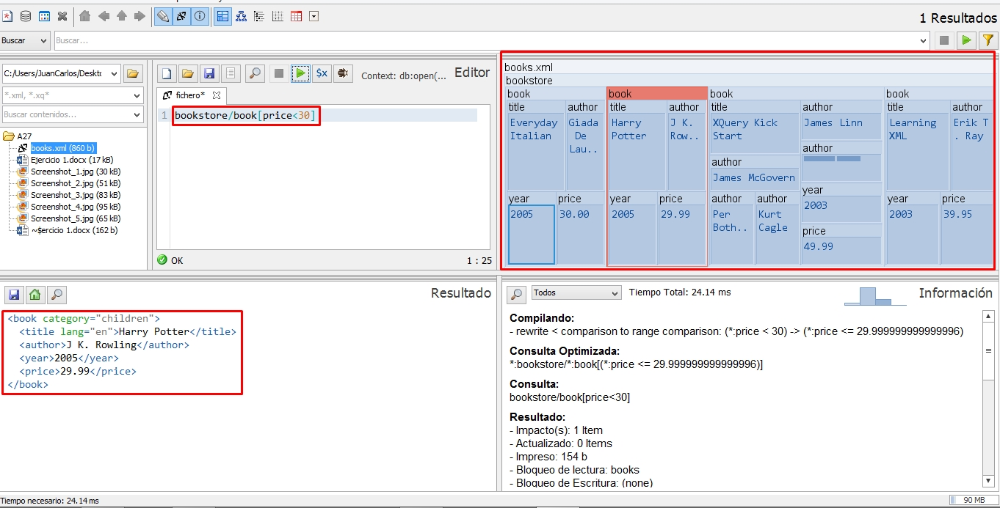 1 Resultados
Buscar
Buscar...
C:/Users/JuanCarlos/Deskto
*.xml, *.xq*
Buscar contenidos...
A27
books.xml (860 b)
Ejercicio 1.docx (17 kB)
Screenshot_1.jpg (30 kB)
Screenshot_2.jpg (51 kB)
Screenshot_3.jpg (83 kB)
Screenshot_4.jpg (95 kB)
Screenshot_5.jpg (65 kB)
~$ercicio 1.docx (162 b)
$x
Context: db:open(...
Editor
fichero*
1
bookstore/book[price<30]
OK
1 : 25
books.xml
bookstore
book
title
Everyday
Italian
author
Giada
De
Lau..
year
2005
price
30.00
book
title
Harry
Potter
author
J K.
Row..
year
2005
price
29.99
book
title
XQuery Kick
Start
author
James McGovern
author
Per
Both..
author
Kurt
Cagle
author
James Linn
author
year
2003
price
49.99
book
title
Learning
XML
author
Erik T
. Ray
year
2003
price
39.95
Resultado
<book category="children">
<title lang="en">Harry Potter</title>
<author>J K. Rowling</author>
<year>2005</year>
<price>29.99</price>
</book>
Todos
Tiempo Total: 24.14 ms
Información
Compilando:
- rewrite < comparison to range comparison: (*:price < 30) -> (*:price <= 29.999999999999996)
Consulta Optimizada:
*:bookstore/*:book[(*:price <= 29.999999999999996)]
Consulta:
bookstore/book[price<30]
Resultado:
- Impacto(s): 1 Item
- Actualizado: 0 Items
- Impreso: 154 b
- Bloqueo de lectura: books
- Bloqueo de Escritura: (none)
Tiempo necesario: 24.14 ms
90 MB